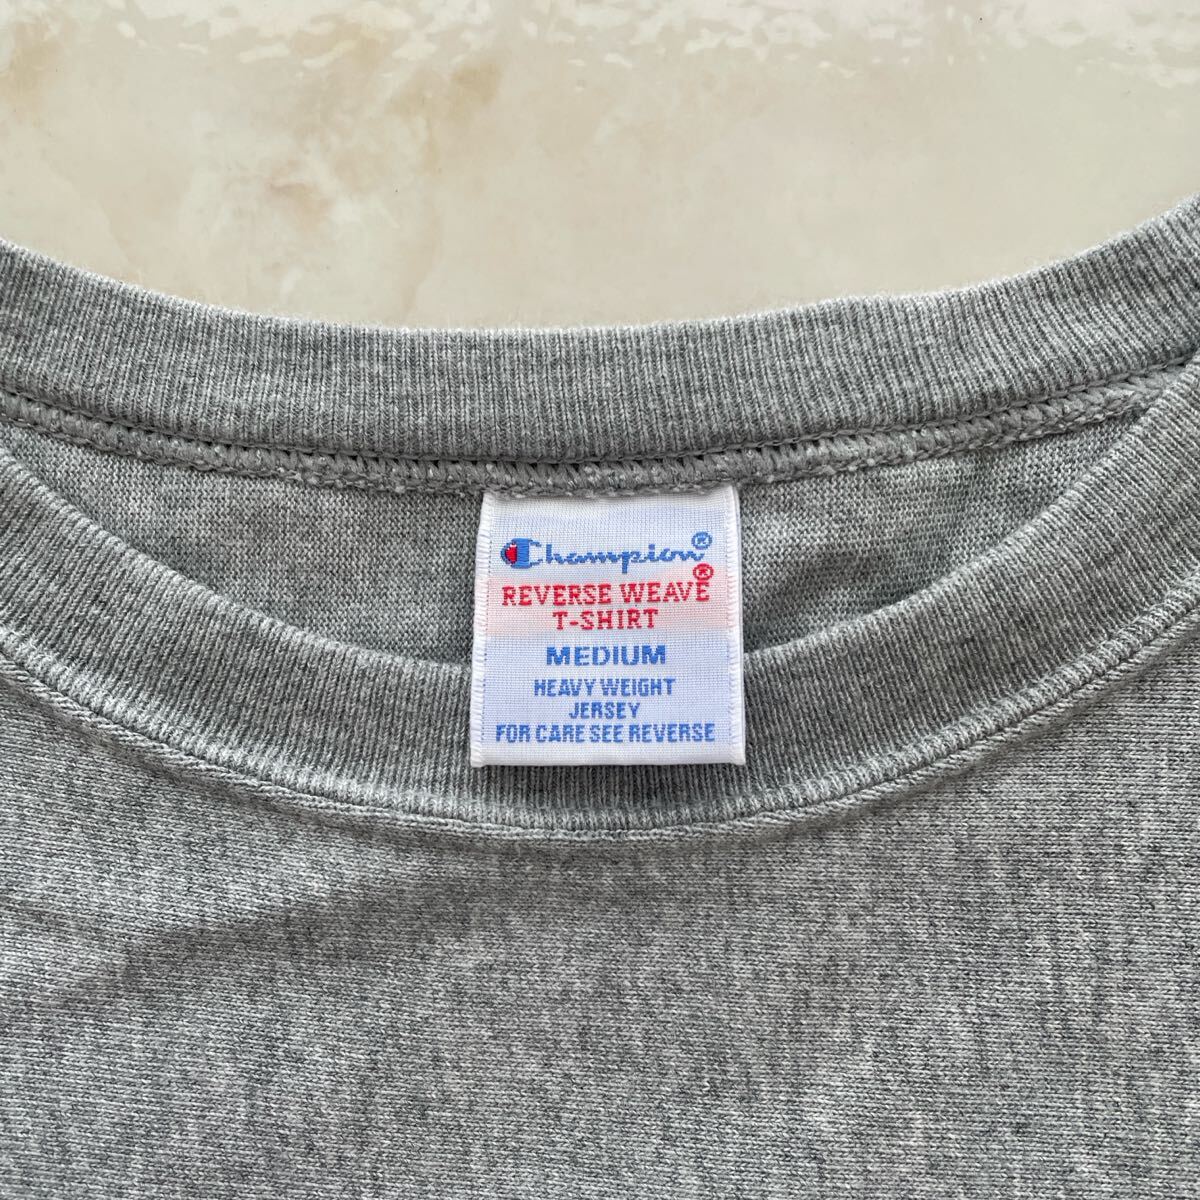 Champion®
REVERSE WEAVE®
T-SHIRT
MEDIUM
HEAVY WEIGHT
JERSEY
FOR CARE SEE REVERSE